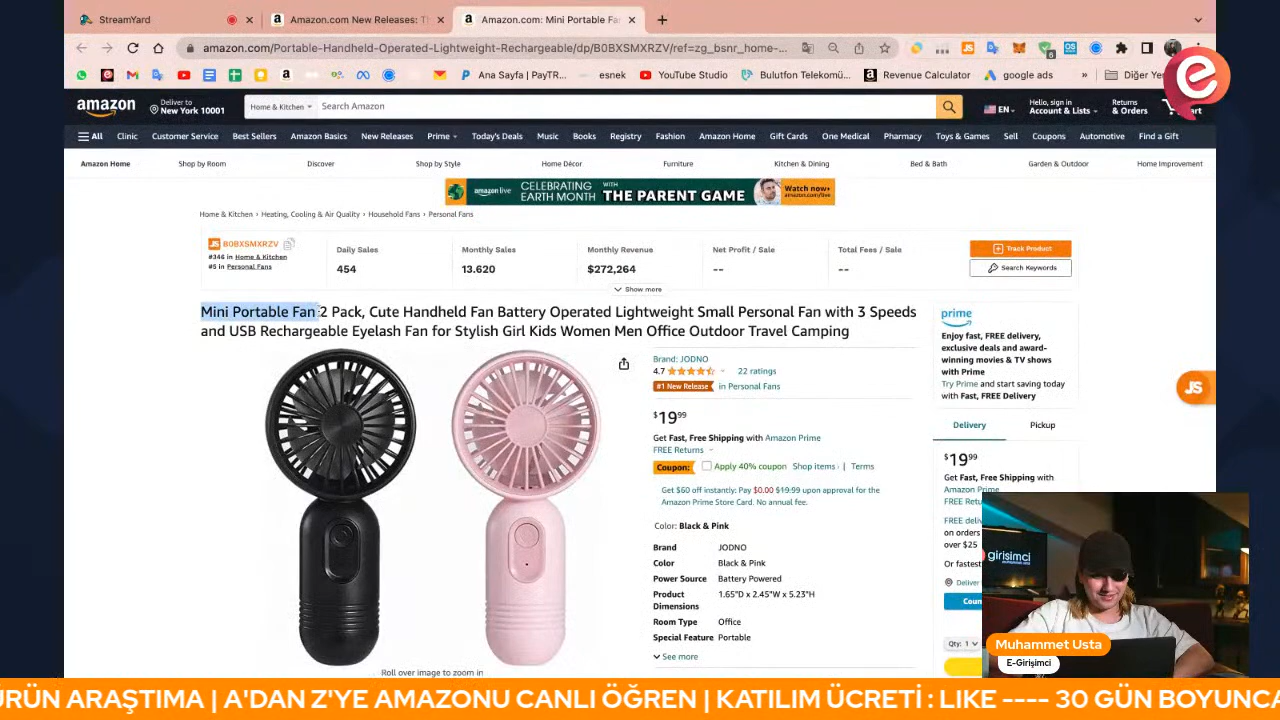 StreamYard
Amazon.com New Releases: T
Amazon.com: Mini Portable Fa
amazon.com/Portable-Handheld-Operated-Lightweight-Rechargeable/dp/B0BXSMXRZV/ref=zg_bsnr_home-...
Ana Sayfa | PayTR...
esnek
YouTube Studio
Bulutfon Telekomü...
Revenue Calculator
google ads
»
Diğer Ye
amazon
Deliver to
New York 10001
Home & Kitchen
Search Amazon
EN
Hello, sign in
Account & Lists
Returns
& Orders
All
Clinic
Customer Service
Best Sellers
Amazon Basics
New Releases
Prime
Today's Deals
Music
Books
Registry
Fashion
Amazon Home
Gift Cards
One Medical
Pharmacy
Toys & Games
Sell
Coupons
Automotive
Find a Gift
Amazon Home
Shop by Room
Discover
Shop by Style
Home Décor
Furniture
Kitchen & Dining
Bed & Bath
Garden & Outdoor
Home Improvement
amazon live
CELEBRATING
EARTH MONTH
WITH
THE PARENT GAME
Watch now
amazon.com/live
Home & Kitchen › Heating, Cooling & Air Quality › Household Fans › Personal Fans
JS B0BXSMXRZV
#346 in Home & Kitchen
#5 in Personal Fans
Daily Sales
454
Monthly Sales
13.620
Monthly Revenue
$272,264
Net Profit / Sale
--
Total Fees / Sale
--
Track Product
Search Keywords
Show more
Mini Portable Fan 2 Pack, Cute Handheld Fan Battery Operated Lightweight Small Personal Fan with 3 Speeds
and USB Rechargeable Eyelash Fan for Stylish Girl Kids Women Men Office Outdoor Travel Camping
Brand: JODNO
4.7
22 ratings
#1 New Release
in Personal Fans
$19.99
Get Fast, Free Shipping with Amazon Prime
FREE Returns
Coupon:
Apply 40% coupon
Shop items › | Terms
Get $60 off instantly: Pay $0.00 $19.99 upon approval for the
Amazon Prime Store Card. No annual fee.
Color: Black & Pink
Brand JODNO
Color Black & Pink
Power Source Battery Powered
Product Dimensions 1.65"D x 2.45"W x 5.23"H
Room Type Office
Special Feature Portable
See more
Roll over image to zoom in
prime
Enjoy fast, FREE delivery,
exclusive deals and award-
winning movies & TV shows
with Prime
Try Prime and start saving today
with Fast, FREE Delivery
Delivery
Pickup
$19.99
Get Fast, Free Shipping with
Amazon Prime
FREE Retu
FREE deliv
on orders
over $25
Or fastest
Deliver
Coun
Qty: 1
JS
girisimci
Muhammet Usta
E-Girişimci
ÜRÜN ARAŞTIMA | A'DAN Z'YE AMAZONU CANLI ÖĞREN | KATILIM ÜCRETİ : LIKE ---- 30 GÜN BOYUNCA